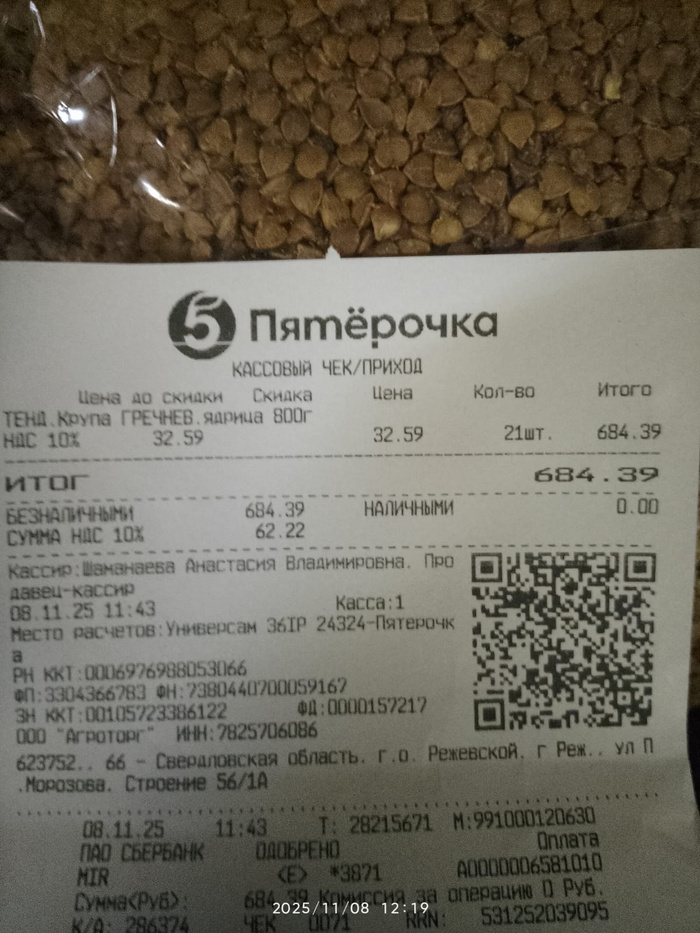 5 Пятёрочка
КАССОВЫЙ ЧЕК/ПРИХОД
Цена до скидки Скидка Цена Кол-во Итого
ТЕНД.Крупа ГРЕЧНЕВ.ядрица 800г
НДС 10% 32.59 32.59 21шт. 684.39
ИТОГ 684.39
БЕЗНАЛИЧНЫМИ 684.39 НАЛИЧНЫМИ 0.00
СУММА НДС 10% 62.22
Кассир:Шаманаева Анастасия Владимировна. Про
давец-кассир
08.11.25 11:43 Касса:1
Место расчетов:Универсам 36IP 24324-Пятерочк
а
РН ККТ:0006976988053066
ФП:3304366783 ФН:7380440700059167
ЗН ККТ:00105723386122 ФД:0000157217
ООО "Агроторг" ИНН:7825706086
623752.. 66 - Свердловская область. г.о. Режевской. г Реж.. ул П
.Морозова. Строение 56/1А
08.11.25 11:43 Т: 28215671 М:991000120630
ПАО СБЕРБАНК ОДОБРЕНО Оплата
MIR <E> *3871 A0000006581010
Сумма<Руб>: 684.39 Комиссия за операцию 0 Руб.
К/А: 286374 ЧЕК 0071 RRN: 531252039095
2025/11/08 12:19